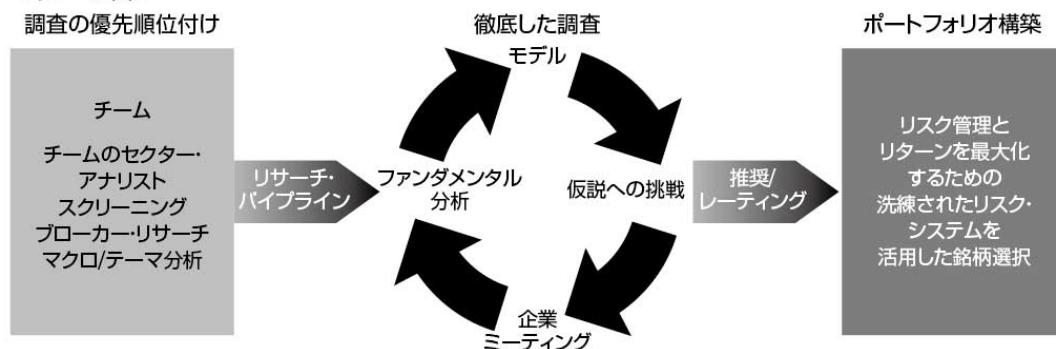 調査の優先順位付け
徹底した調査
ポートフォリオ構築
チーム
チームのセクター・
アナリスト
スクリーニング
ブローカー・リサーチ
マクロ/テーマ分析
リサーチ・
パイプライン
モデル
ファンダメンタル
分析
仮説への挑戦
企業
ミーティング
推奨/
レーティング
リスク管理と
リターンを最大化
するための
洗練されたリスク・
システムを
活用した銘柄選択